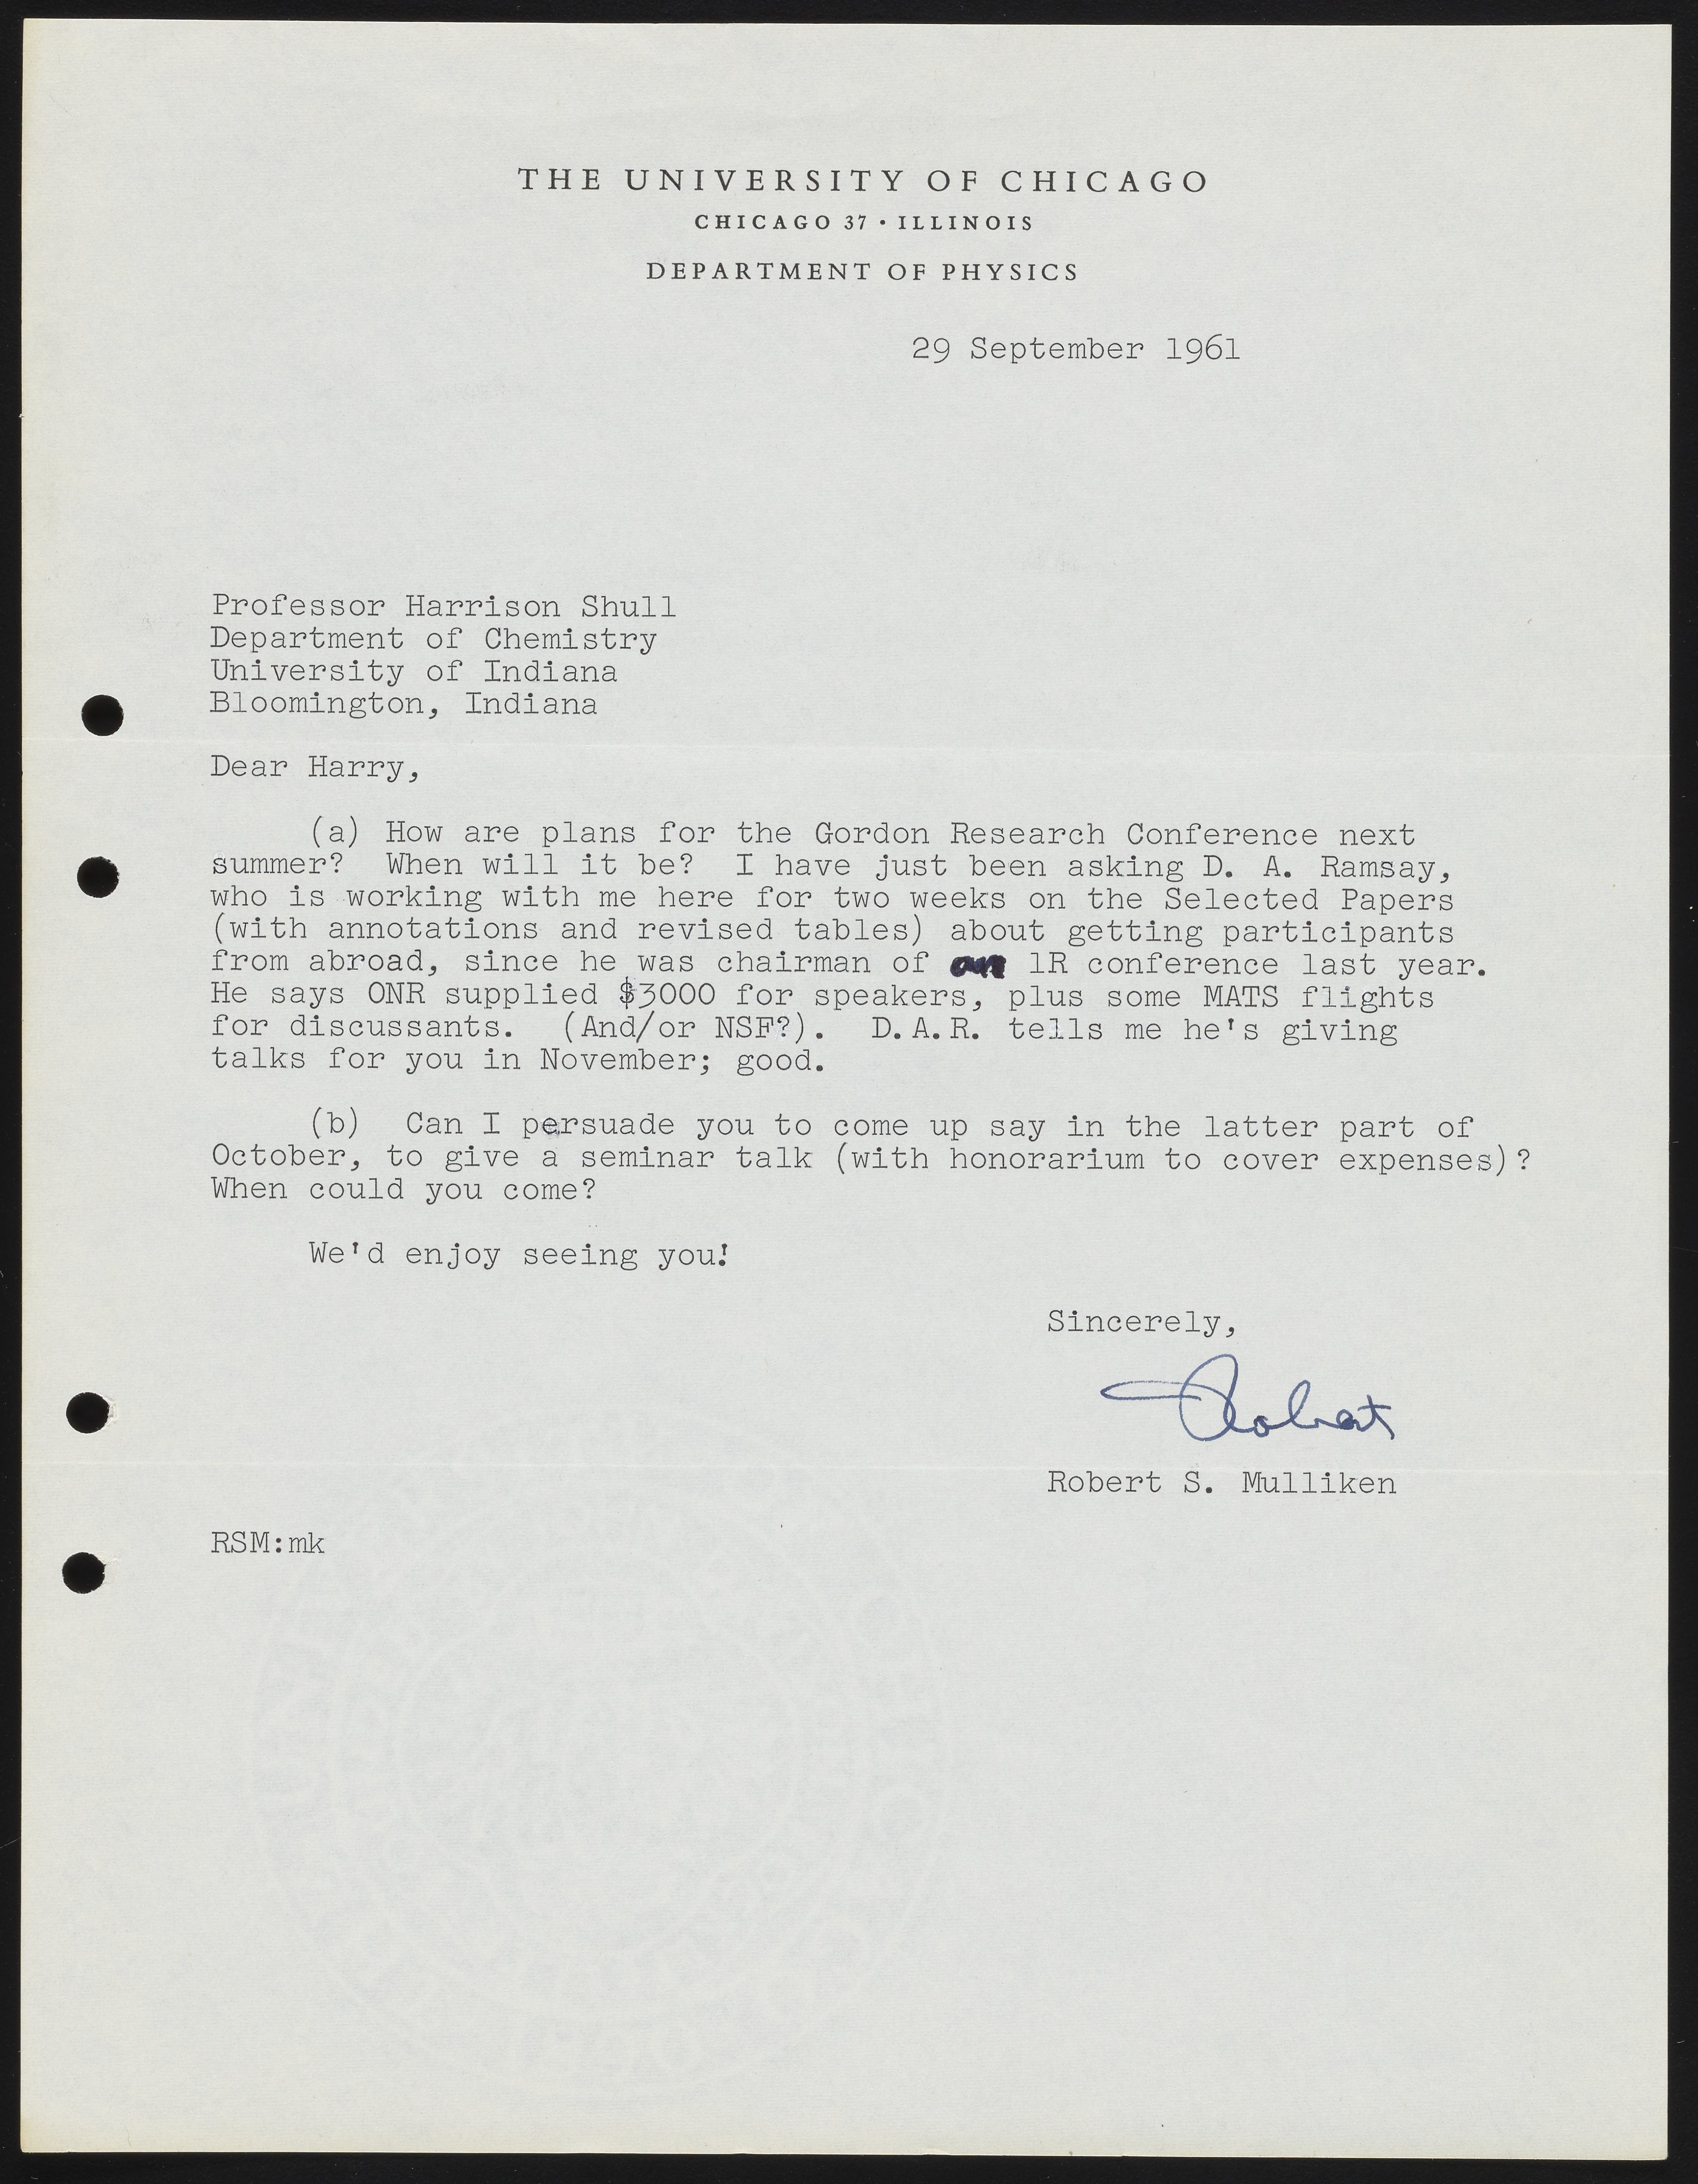 THE UNIVERSITY OF CHICAGO
CHICAGO 37 • ILLINOIS
DEPARTMENT OF PHYSICS
29 September 1961
Professor Harrison Shull
Department of Chemistry
University of Indiana
Bloomington, Indiana
Dear Harry,
(a) How are plans for the Gordon Research Conference next
summer? When will it be? I have just been asking D. A. Ramsay,
who is working with me here for two weeks on the Selected Papers
(with annotations and revised tables) about getting participants
from abroad, since he was chairman of an 1R conference last year.
He says ONR supplied $3000 for speakers, plus some MATS flights
for discussants. (And/or NSF?). D.A.R. tells me he's giving
talks for you in November; good.
(b) Can I persuade you to come up say in the latter part of
October, to give a seminar talk (with honorarium to cover expenses)?
When could you come?
We'd enjoy seeing you!
Sincerely,
Robert
Robert S. Mulliken
RSM:mk